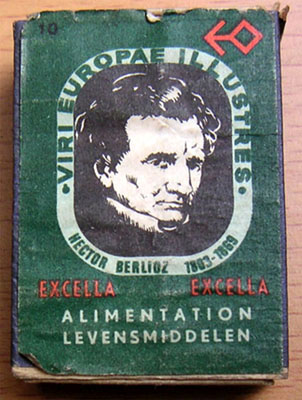 10
·VIRI EUROPAE ILLUSTRES·
HECTOR BERLIOZ 1803-1869
EXCELLA EXCELLA
ALIMENTATION
LEVENSMIDDELEN